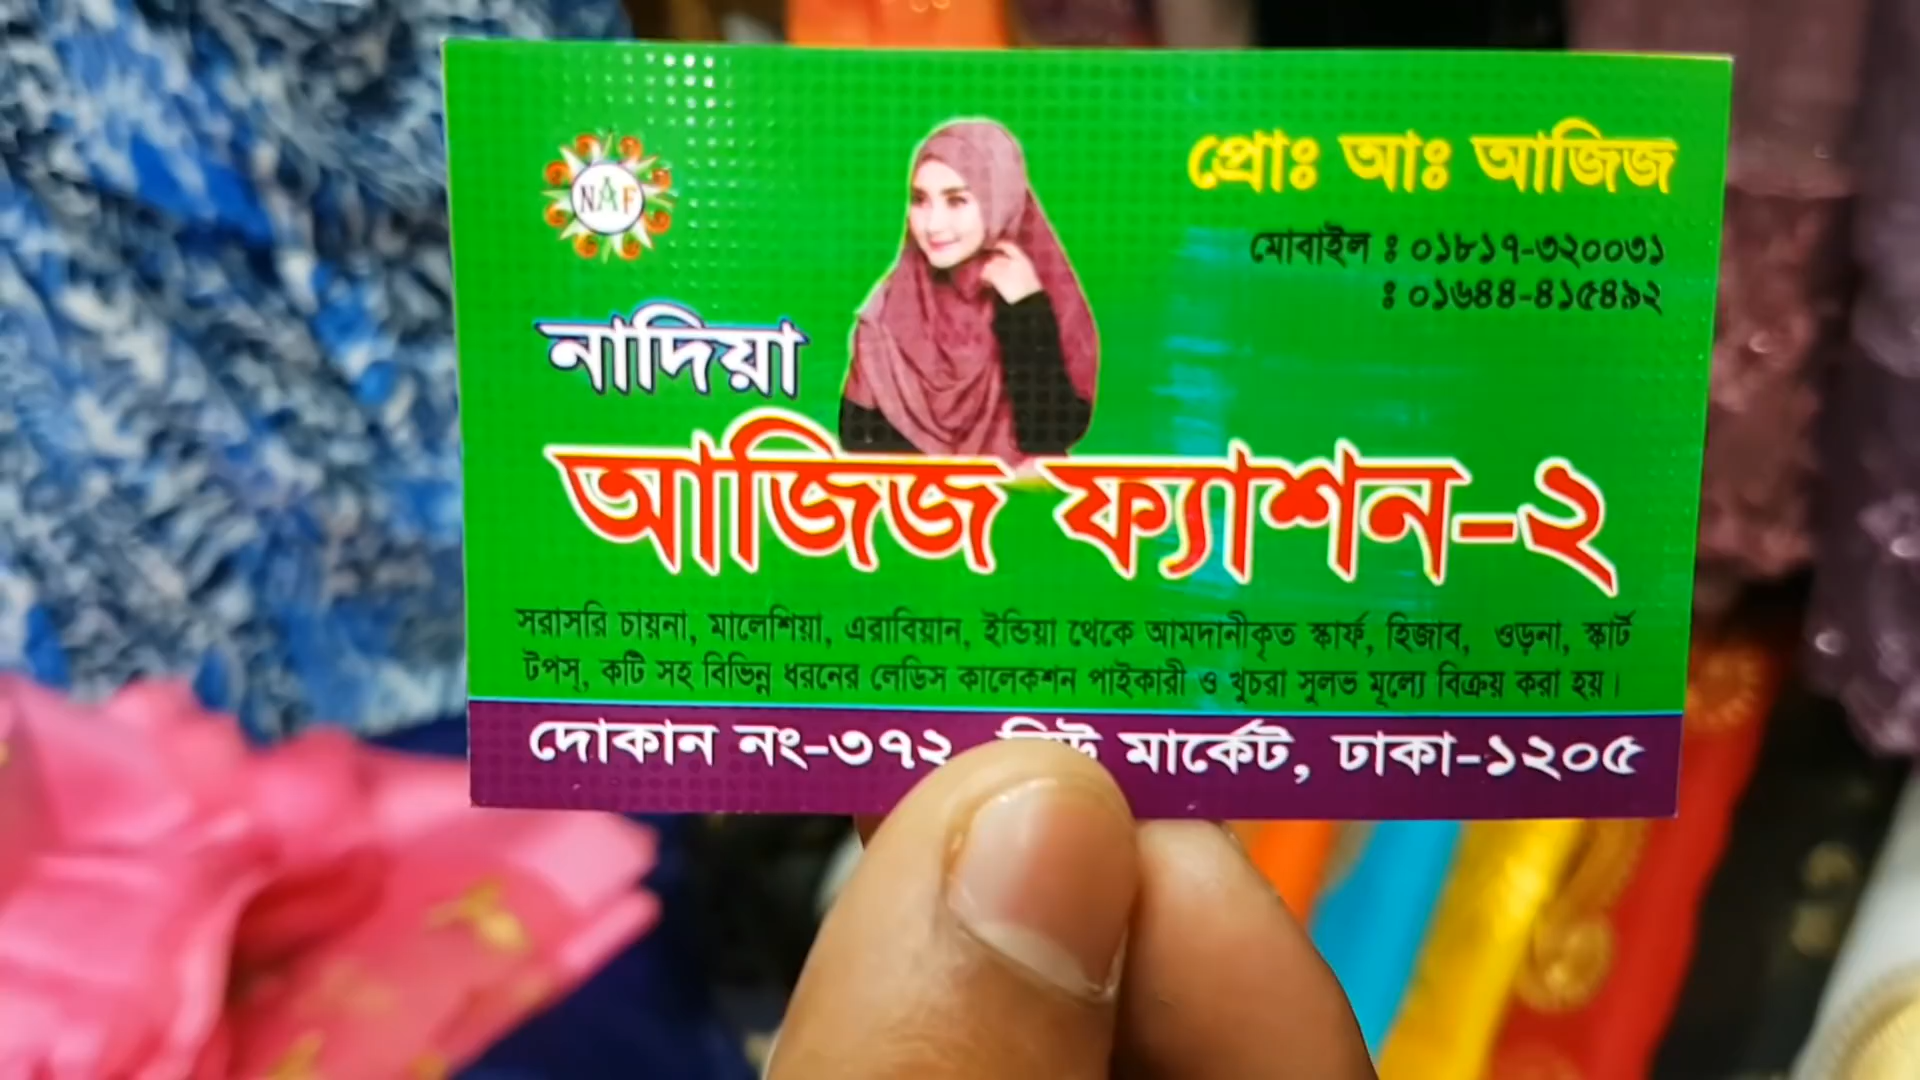 NAF
প্রোঃ আঃ আজিজ
মোবাইল ঃ ০১৮১৭-৩২০০৩১
ঃ ০১৬৪৪-৪১৫৪৯২
নাদিয়া
আজিজ ফ্যাশন-২
সরাসরি চায়না, মালেশিয়া, এরাবিয়ান, ইন্ডিয়া থেকে আমদানীকৃত স্কার্ফ, হিজাব, ওড়না, স্কার্ট
টপস্, কটি সহ বিভিন্ন ধরনের লেডিস কালেকশন পাইকারী ও খুচরা সুলভ মূল্যে বিক্রয় করা হয়।
দোকান নং-৩৭২ নিউ মার্কেট, ঢাকা-১২০৫